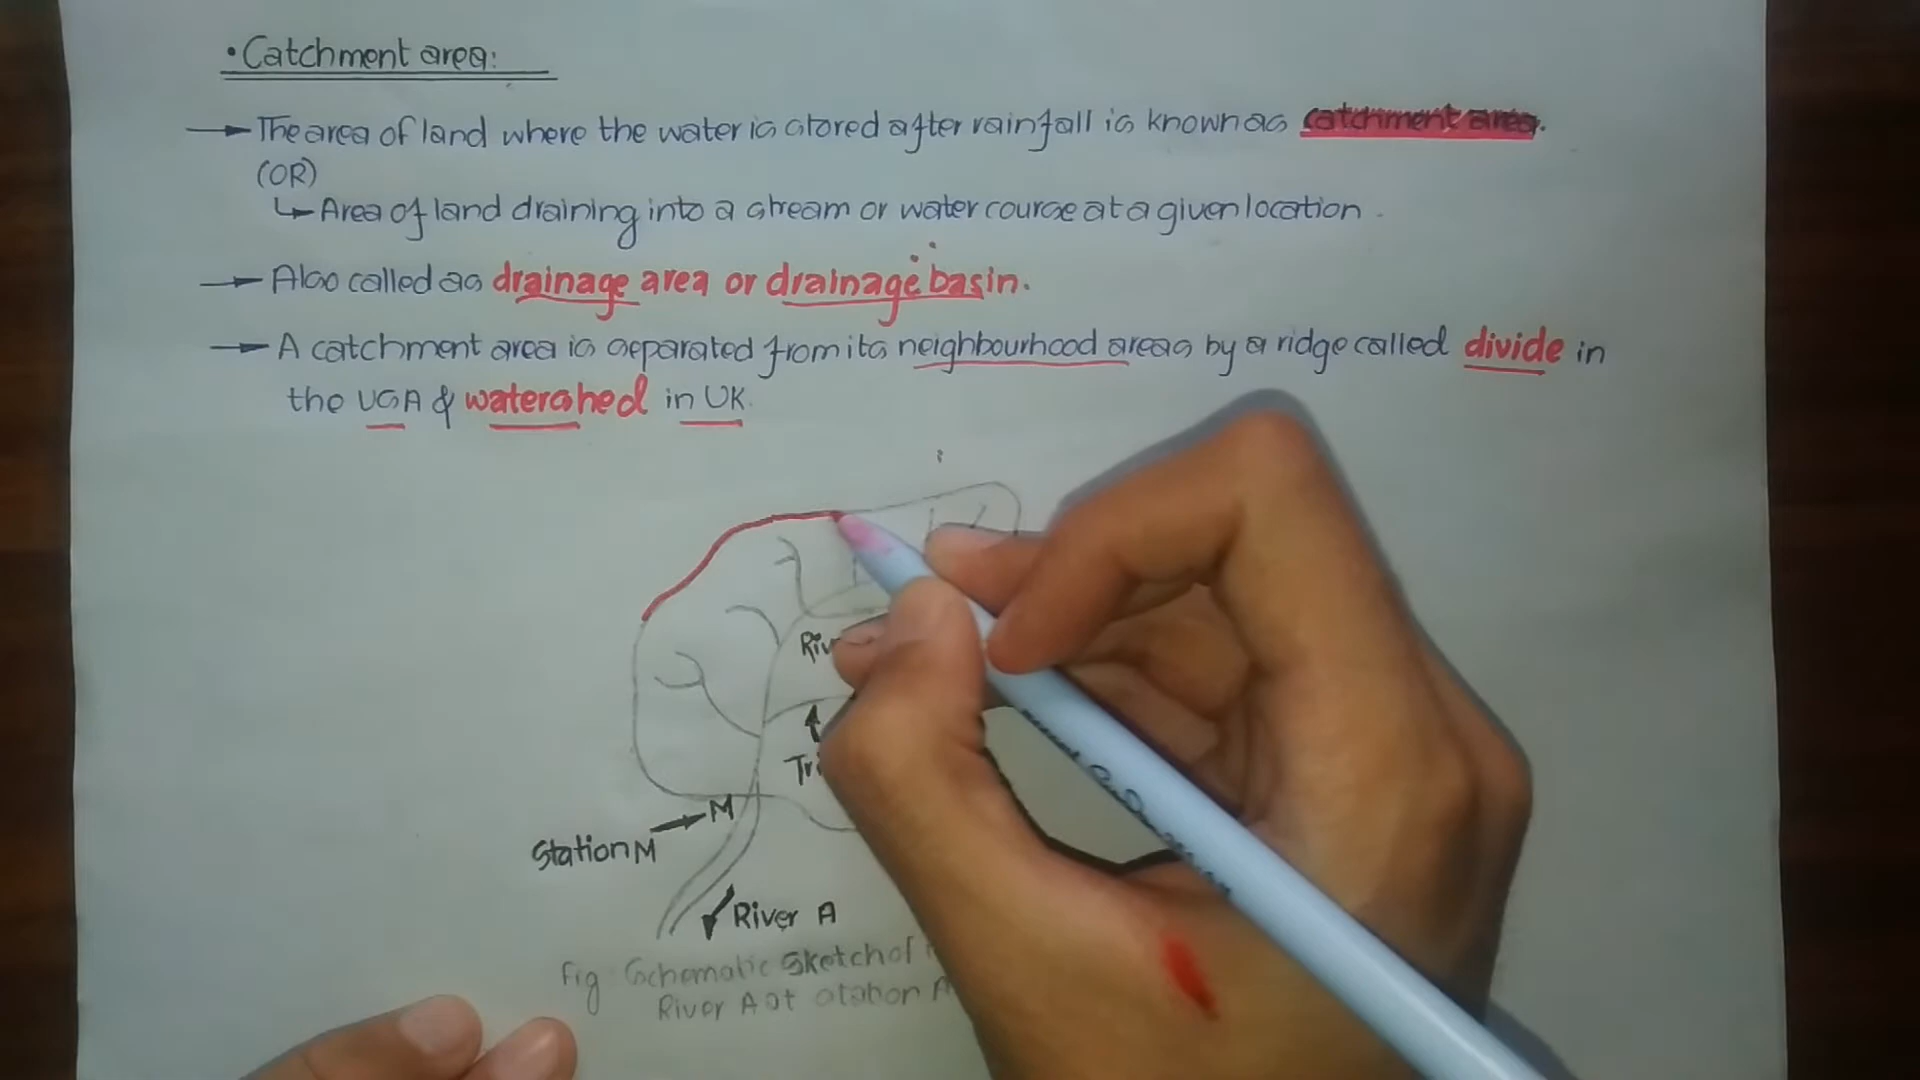 • Catchment area:
→ The area of land where the water is stored after rainfall is known as catchment area.
(OR)
↳ Area of land draining into a stream or water course at a given location.
→ Also called as drainage area or drainage basin.
→ A catchment area is separated from its neighbourhood areas by a ridge called divide in
the USA & watershed in UK.
Riv
Tri
M
Station M
River A
Fig Schematic Sketch of
River A at station